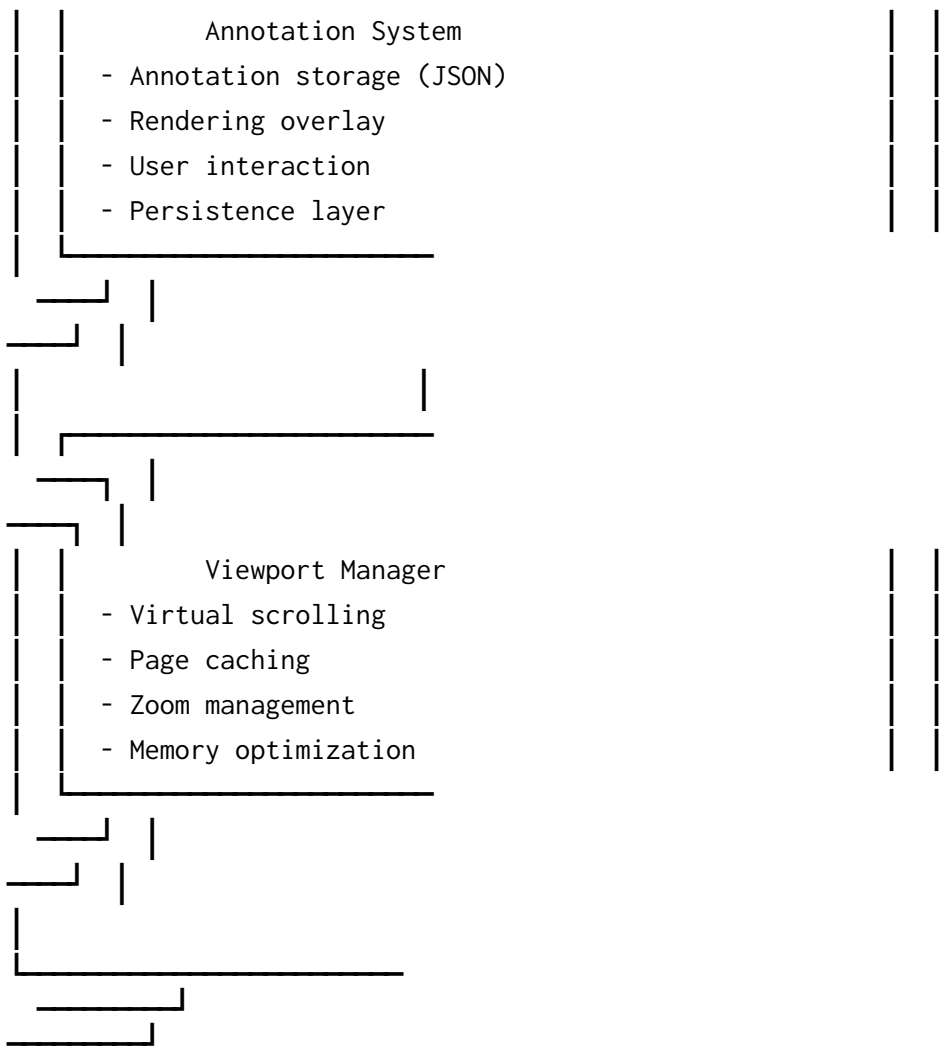 Annotation System
- Annotation storage (JSON)
- Rendering overlay
- User interaction
- Persistence layer
Viewport Manager
- Virtual scrolling
- Page caching
- Zoom management
- Memory optimization